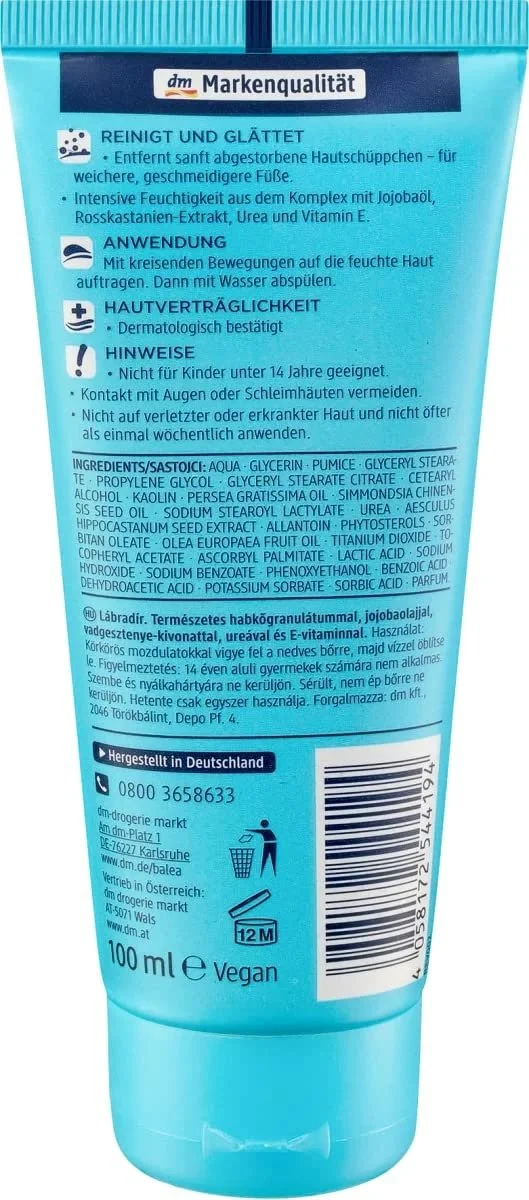 dm Markenqualität
REINIGT UND GLÄTTET
• Entfernt sanft abgestorbene Hautschüppchen – für
weichere, geschmeidigere Füße.
• Intensive Feuchtigkeit aus dem Komplex mit Jojobaöl,
Rosskastanien-Extrakt, Urea und Vitamin E.
ANWENDUNG
Mit kreisenden Bewegungen auf die feuchte Haut
auftragen. Dann mit Wasser abspülen.
HAUTVERTRÄGLICHKEIT
• Dermatologisch bestätigt
HINWEISE
• Nicht für Kinder unter 14 Jahre geeignet.
• Kontakt mit Augen oder Schleimhäuten vermeiden.
• Nicht auf verletzter oder erkrankter Haut und nicht öfter
als einmal wöchentlich anwenden.
INGREDIENTS/SASTOJCI: AQUA · GLYCERIN · PUMICE · GLYCERYL STEARA-
TE · PROPYLENE GLYCOL · GLYCERYL STEARATE CITRATE · CETEARYL
ALCOHOL · KAOLIN · PERSEA GRATISSIMA OIL · SIMMONDSIA CHINEN-
SIS SEED OIL · SODIUM STEAROYL LACTYLATE · UREA · AESCULUS
HIPPOCASTANUM SEED EXTRACT · ALLANTOIN · PHYTOSTEROLS · SOR-
BITAN OLEATE · OLEA EUROPAEA FRUIT OIL · TITANIUM DIOXIDE · TO-
COPHERYL ACETATE · ASCORBYL PALMITATE · LACTIC ACID · SODIUM
HYDROXIDE · SODIUM BENZOATE · PHENOXYETHANOL · BENZOIC ACID ·
DEHYDROACETIC ACID · POTASSIUM SORBATE · SORBIC ACID · PARFUM.
HU Lábradír. Természetes habkőgranulátummal, jojobaolajjal,
vadgesztenye-kivonattal, ureával és E-vitaminnal. Használat:
Körkörös mozdulatokkal vigye fel a nedves bőrre, majd vízzel öblítse
le. Figyelmeztetés: 14 éven aluli gyermekek számára nem alkalmas.
Szembe és nyálkahártyára ne kerüljön. Sérült, nem ép bőrre ne
kerüljön. Hetente csak egyszer használja. Forgalmazza: dm kft.,
2046 Törökbálint, Depo Pf. 4.
Hergestellt in Deutschland
0800 3658633
dm-drogerie markt
Am dm-Platz 1
DE-76227 Karlsruhe
www.dm.de/balea
Vertrieb in Österreich:
dm drogerie markt
AT-5071 Wals
www.dm.at
12 M
100 ml ℮ Vegan
4 058172 544194